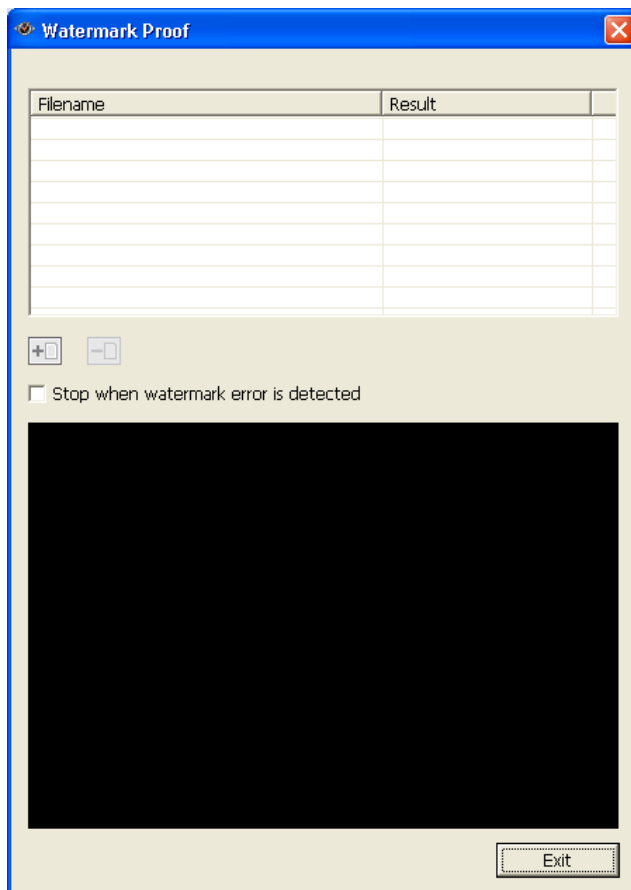 Watermark Proof
Filename Result
Stop when watermark error is detected
Exit